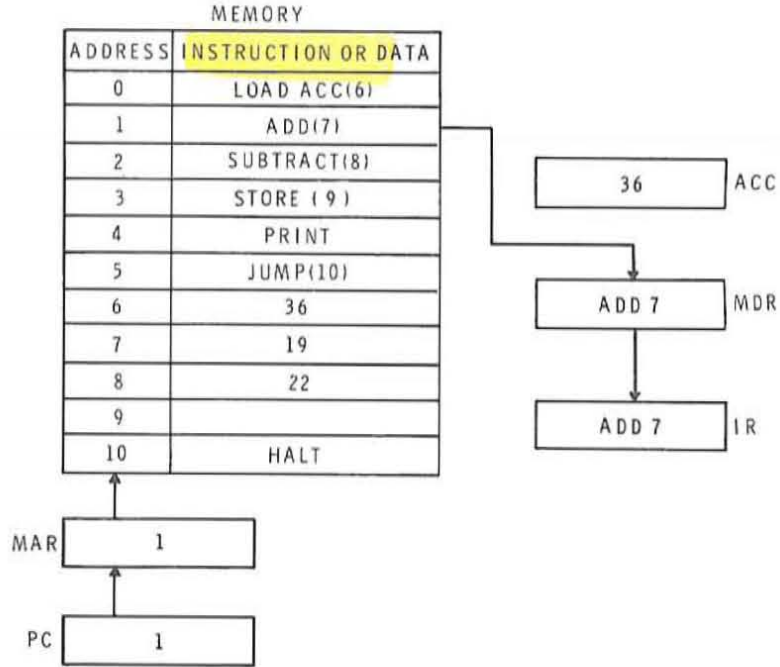 MEMORY
ADDRESS INSTRUCTION OR DATA
0 LOAD ACC(6)
1 ADD(7)
2 SUBTRACT(8)
3 STORE (9)
4 PRINT
5 JUMP(10)
6 36
7 19
8 22
9
10 HALT
36 ACC
ADD 7 MDR
ADD 7 IR
MAR 1
PC 1